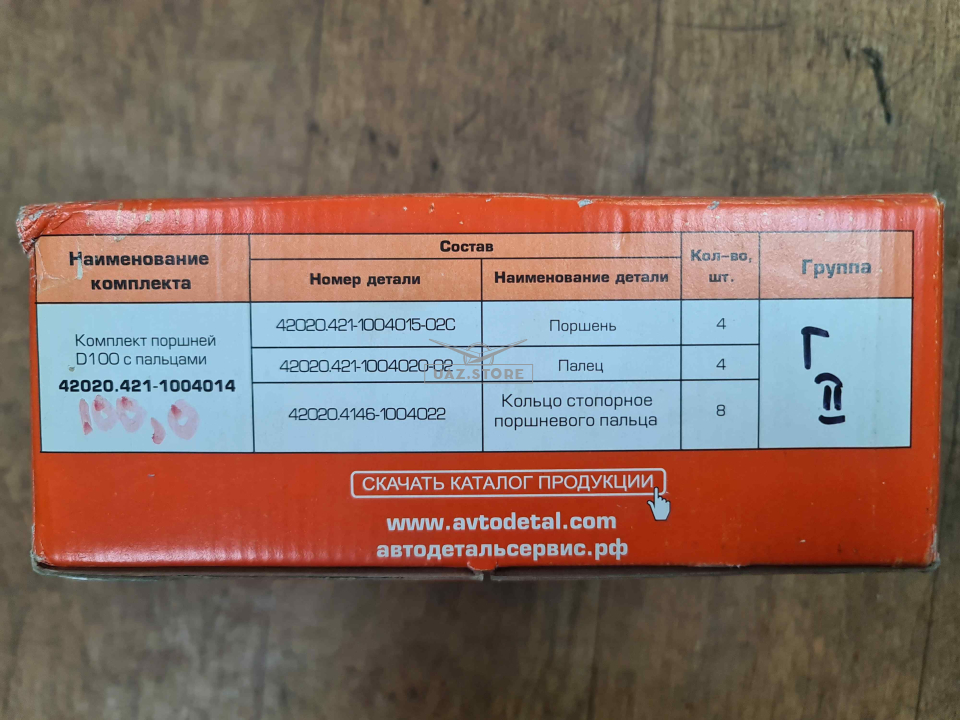 Наименование комплекта
Состав
Кол-во, шт.
Группа
Номер детали
Наименование детали
Комплект поршней
D100 с пальцами
42020.421-1004014
100,0
42020.421-1004015-02С
Поршень
4
42020.421-1004020-02
Палец
4
UAZ.STORE
42020.4146-1004022
Кольцо стопорное
поршневого пальца
8
Г
II
СКАЧАТЬ КАТАЛОГ ПРОДУКЦИИ
www.avtodetal.com
автодетальсервис.рф